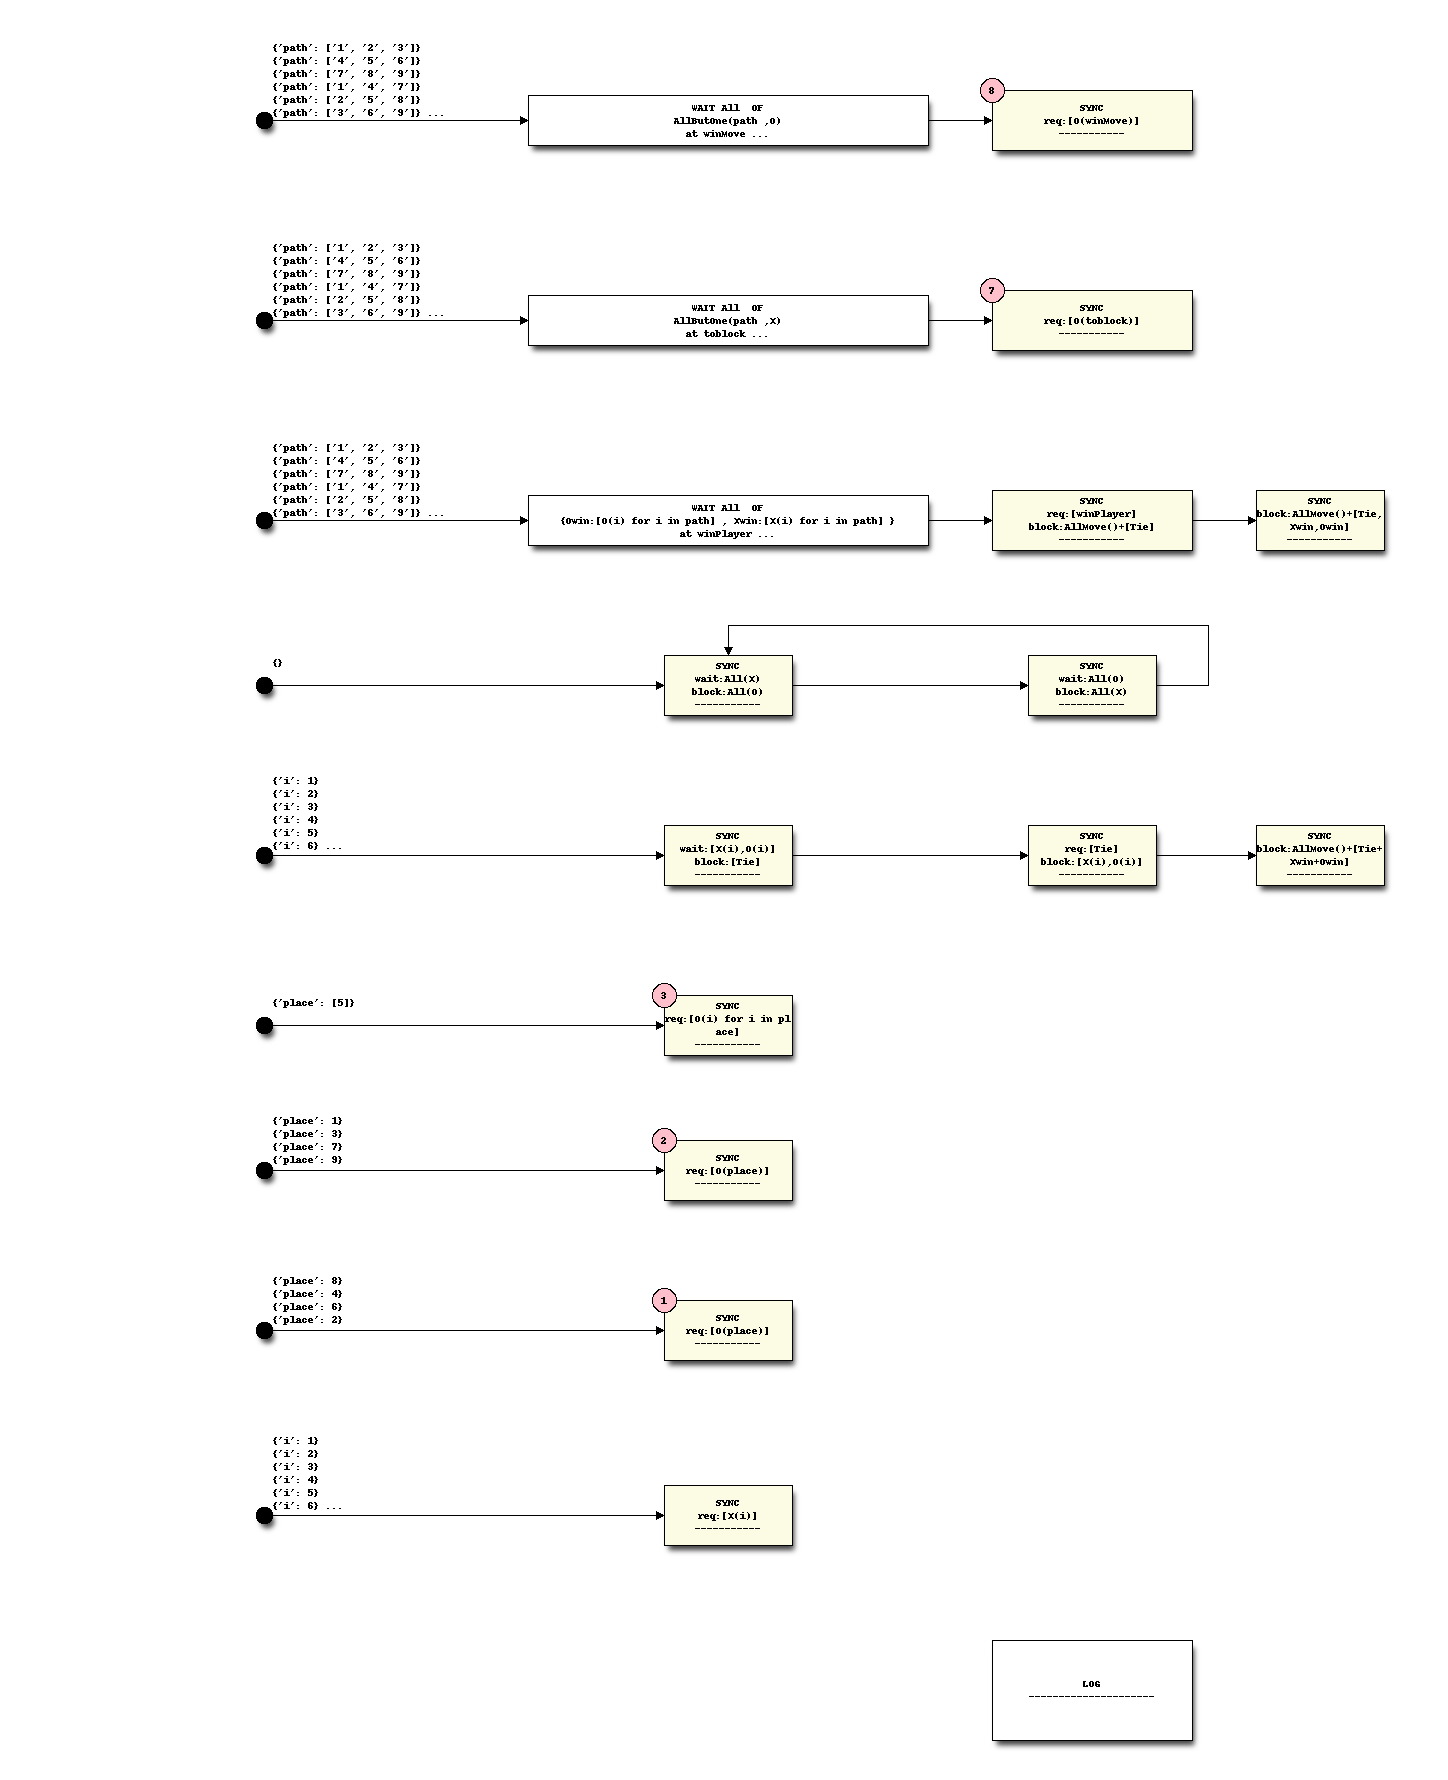 {'path': ['1', '2', '3']}
{'path': ['4', '5', '6']}
{'path': ['7', '8', '9']}
{'path': ['1', '4', '7']}
{'path': ['2', '5', '8']}
{'path': ['3', '6', '9']} ...
WAIT All  OF
AllButOne(path ,O)
at winMove ...
8
SYNC
req:[O(winMove)]
-----------
{'path': ['1', '2', '3']}
{'path': ['4', '5', '6']}
{'path': ['7', '8', '9']}
{'path': ['1', '4', '7']}
{'path': ['2', '5', '8']}
{'path': ['3', '6', '9']} ...
WAIT All  OF
AllButOne(path ,X)
at toblock ...
7
SYNC
req:[O(toblock)]
-----------
{'path': ['1', '2', '3']}
{'path': ['4', '5', '6']}
{'path': ['7', '8', '9']}
{'path': ['1', '4', '7']}
{'path': ['2', '5', '8']}
{'path': ['3', '6', '9']} ...
WAIT All  OF
{Owin:[O(i) for i in path] , Xwin:[X(i) for i in path] }
at winPlayer ...
SYNC
req:[winPlayer]
block:AllMove()+[Tie]
-----------
SYNC
block:AllMove()+[Tie,
Xwin,Owin]
-----------
{}
SYNC
wait:All(X)
block:All(O)
-----------
SYNC
wait:All(O)
block:All(X)
-----------
{'i': 1}
{'i': 2}
{'i': 3}
{'i': 4}
{'i': 5}
{'i': 6} ...
SYNC
wait:[X(i),O(i)]
block:[Tie]
-----------
SYNC
req:[Tie]
block:[X(i),O(i)]
-----------
SYNC
block:AllMove()+[Tie+
Xwin+Owin]
-----------
{'place': [5]}
3
SYNC
req:[O(i) for i in pl
ace]
-----------
{'place': 1}
{'place': 3}
{'place': 7}
{'place': 9}
2
SYNC
req:[O(place)]
-----------
{'place': 8}
{'place': 4}
{'place': 6}
{'place': 2}
1
SYNC
req:[O(place)]
-----------
{'i': 1}
{'i': 2}
{'i': 3}
{'i': 4}
{'i': 5}
{'i': 6} ...
SYNC
req:[X(i)]
-----------
LOG
---------------------